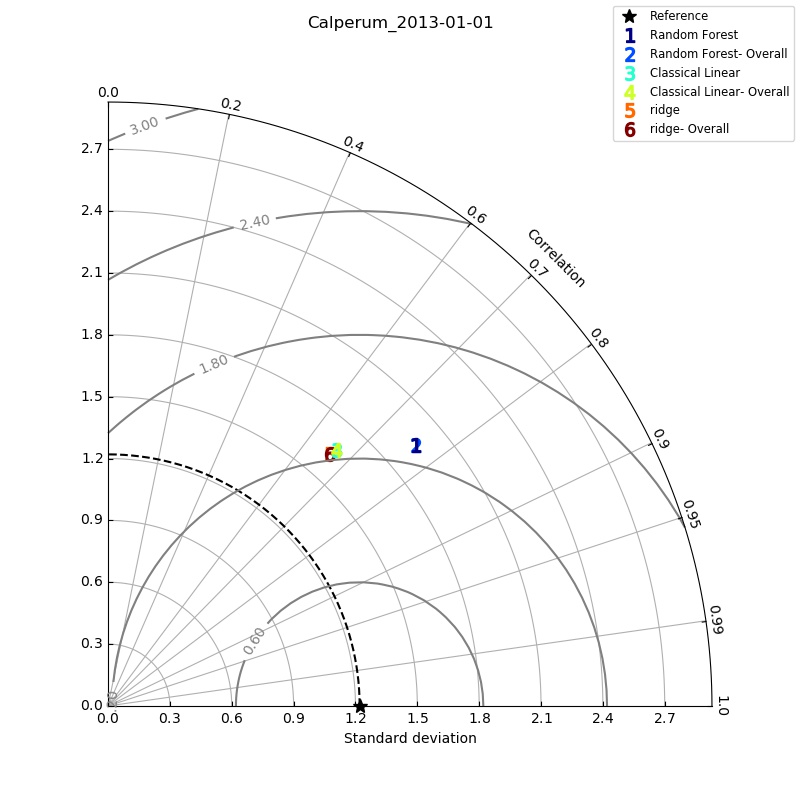 Calperum_2013-01-01
Reference
1 Random Forest
2 Random Forest- Overall
3 Classical Linear
4 Classical Linear- Overall
5 ridge
6 ridge- Overall
0.0
0.2
0.4
0.6
0.7
0.8
0.9
0.95
0.99
1.0
Correlation
3.00
2.40
1.80
0.60
2.7
2.4
2.1
1.8
1.5
1.2
0.9
0.6
0.3
0.0
6
4
1
0.0 0.3 0.6 0.9 1.2 1.5 1.8 2.1 2.4 2.7
Standard deviation